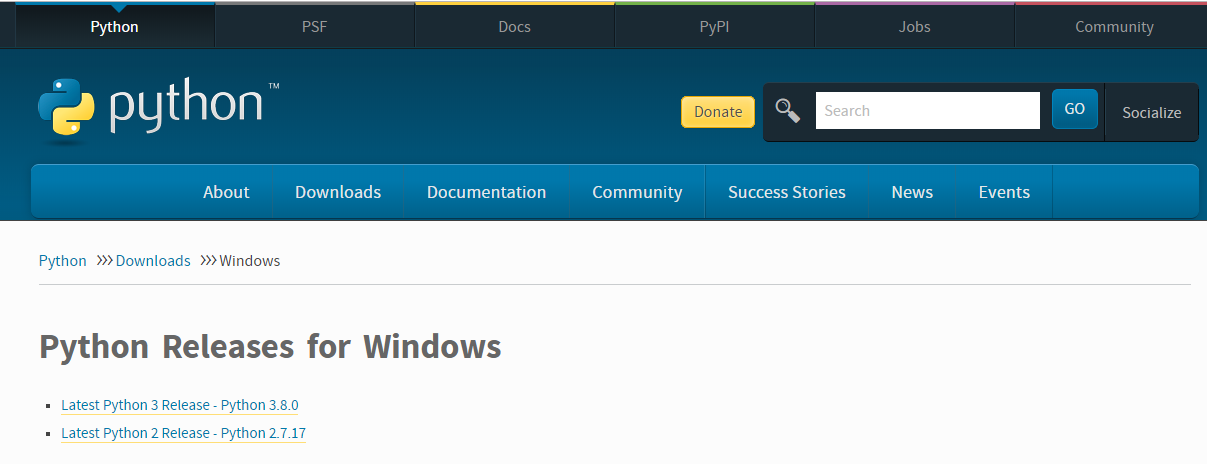 Python PSF Docs PyPI Jobs Community
python™
Donate Search GO Socialize
About Downloads Documentation Community Success Stories News Events
Python >>> Downloads >>> Windows
Python Releases for Windows
Latest Python 3 Release - Python 3.8.0
Latest Python 2 Release - Python 2.7.17